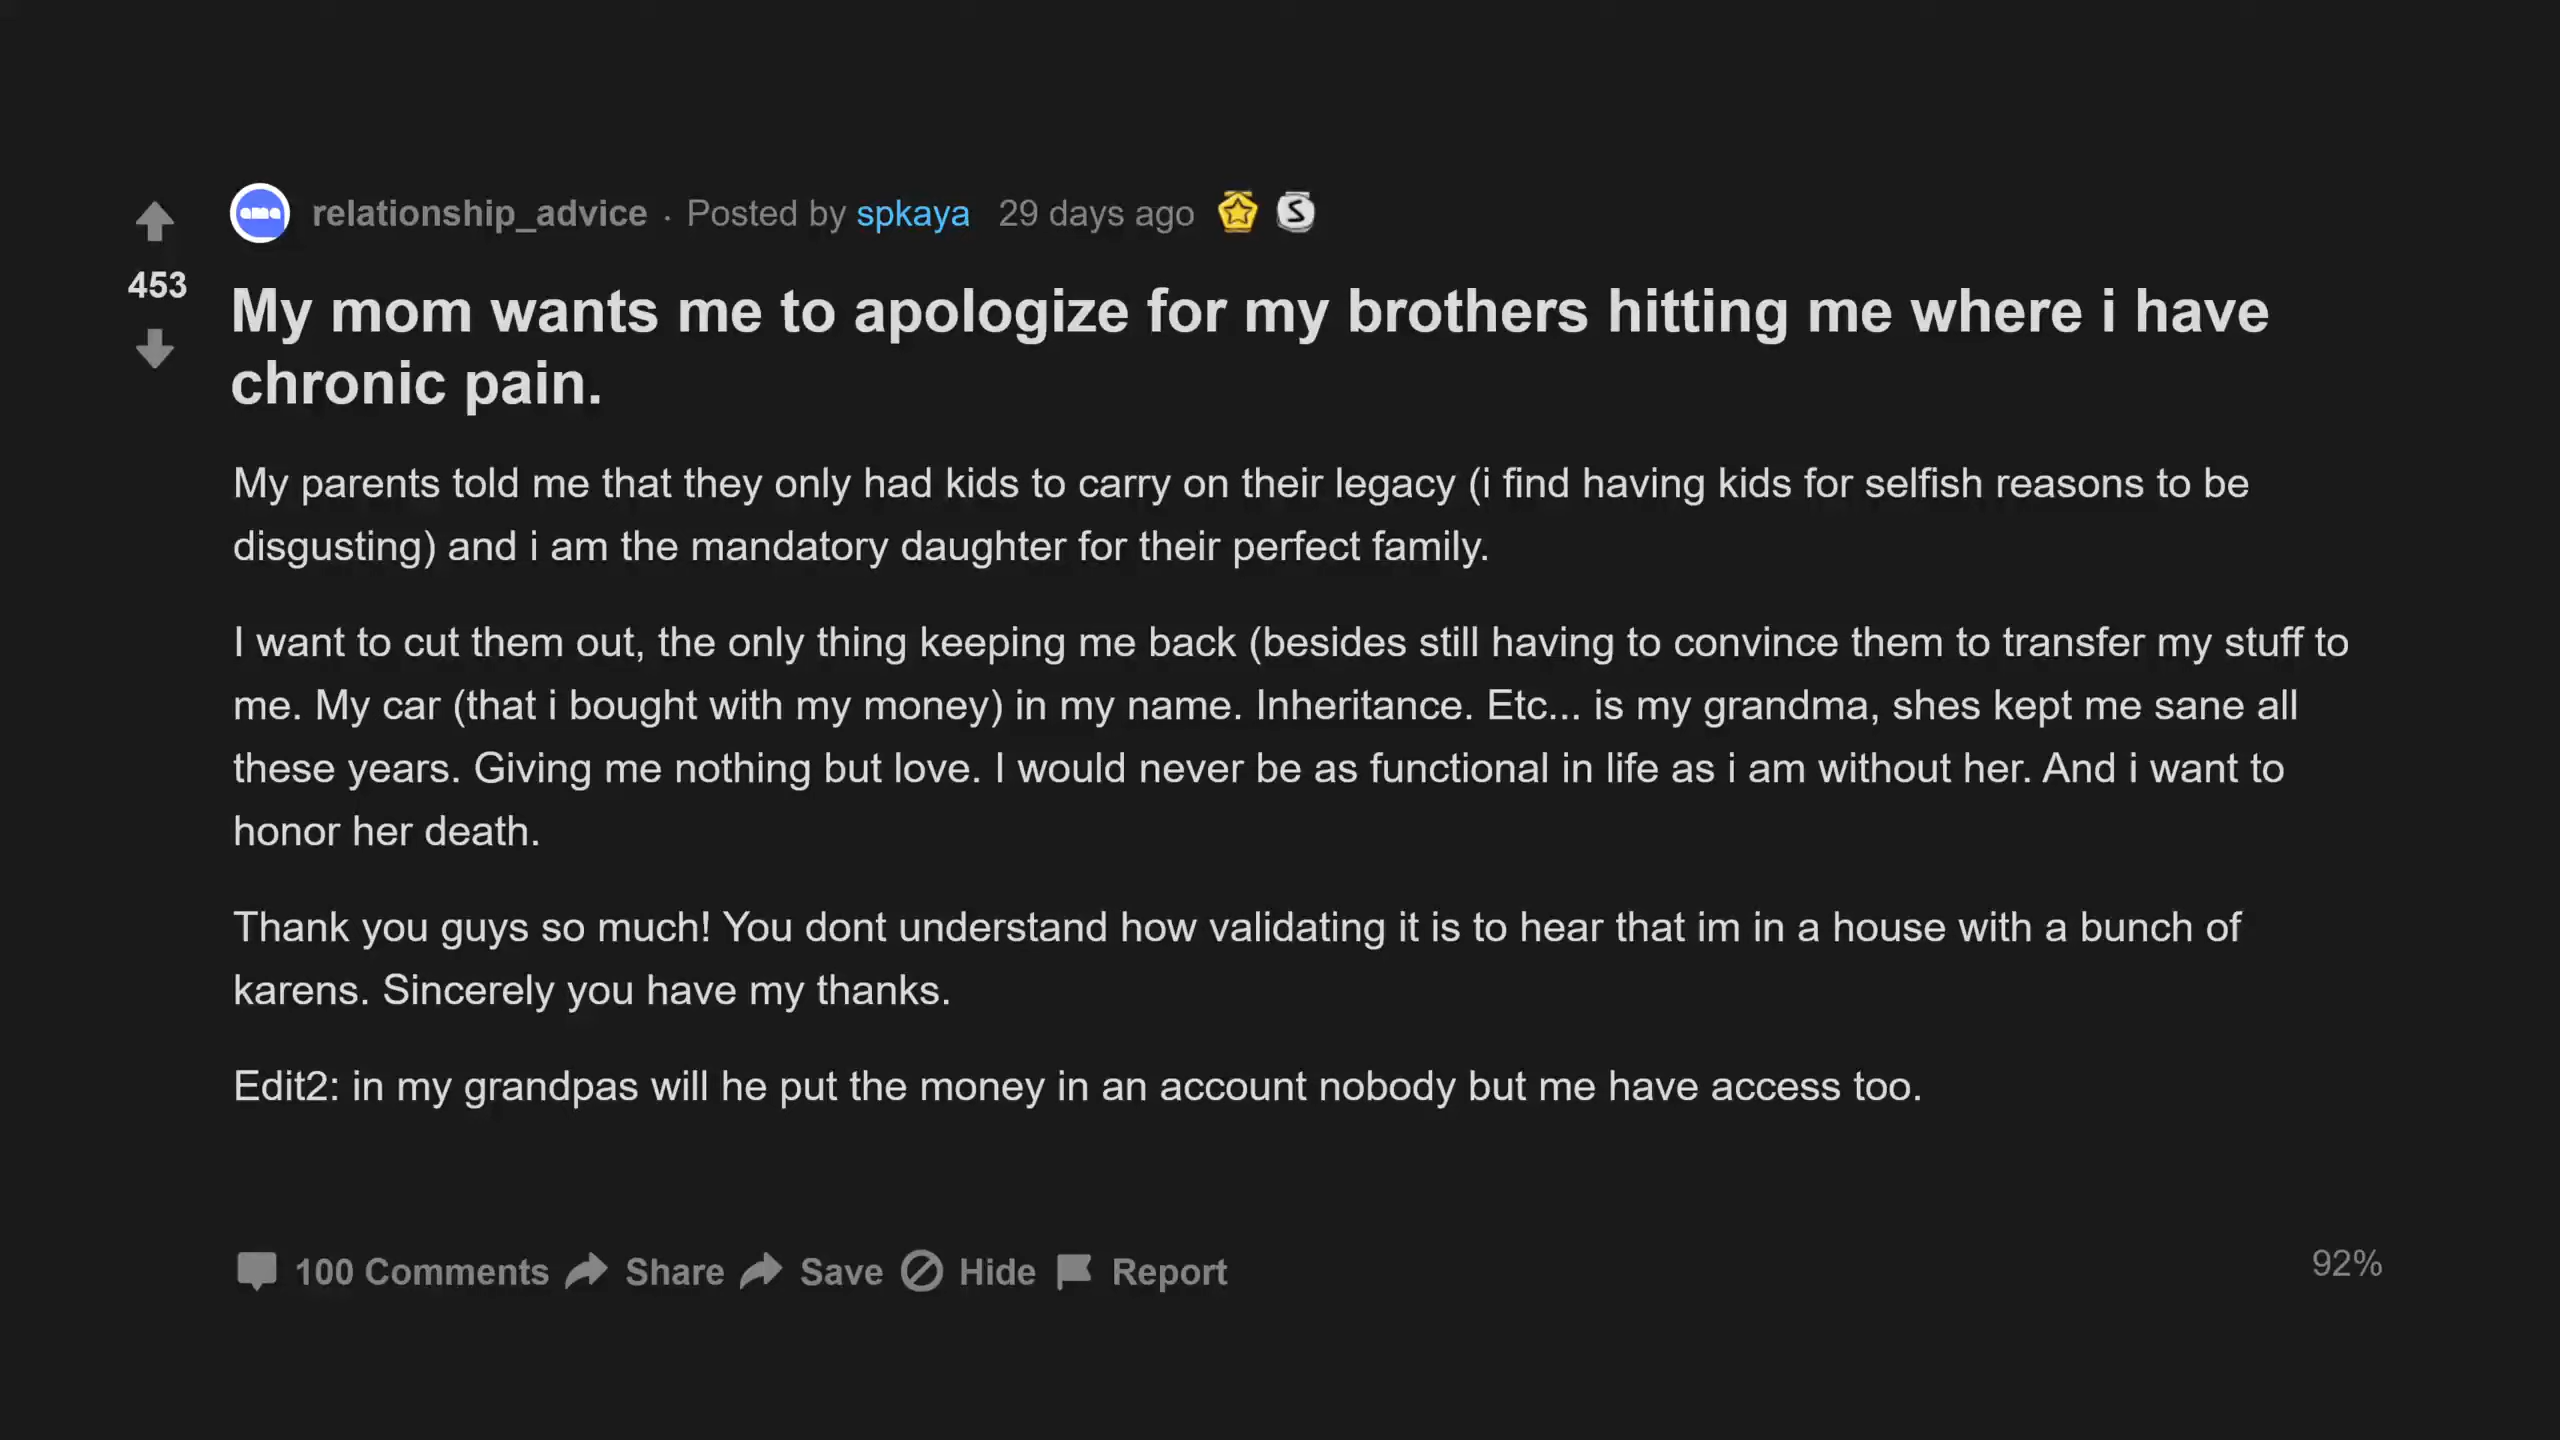 relationship_advice · Posted by spkaya 29 days ago
453
My mom wants me to apologize for my brothers hitting me where i have
chronic pain.
My parents told me that they only had kids to carry on their legacy (i find having kids for selfish reasons to be
disgusting) and i am the mandatory daughter for their perfect family.
I want to cut them out, the only thing keeping me back (besides still having to convince them to transfer my stuff to
me. My car (that i bought with my money) in my name. Inheritance. Etc... is my grandma, shes kept me sane all
these years. Giving me nothing but love. I would never be as functional in life as i am without her. And i want to
honor her death.
Thank you guys so much! You dont understand how validating it is to hear that im in a house with a bunch of
karens. Sincerely you have my thanks.
Edit2: in my grandpas will he put the money in an account nobody but me have access too.
100 Comments Share Save Hide Report
92%